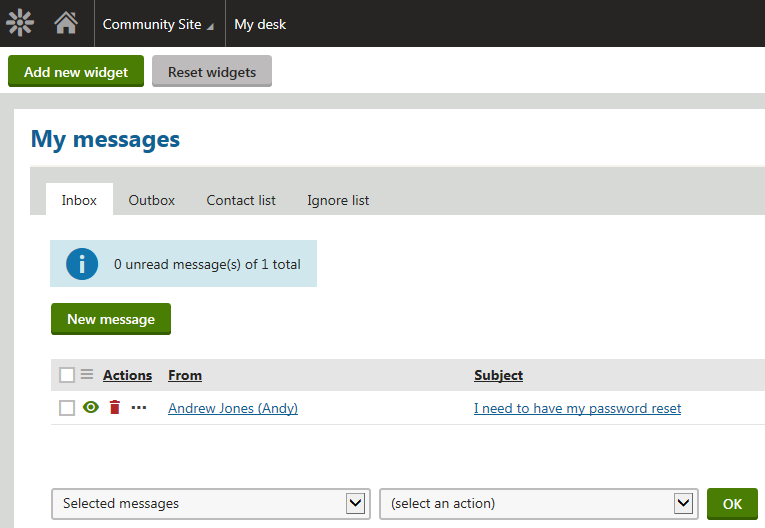 Community Site My desk
Add new widget Reset widgets
My messages
Inbox Outbox Contact list Ignore list
i 0 unread message(s) of 1 total
New message
Actions From Subject
Andrew Jones (Andy) I need to have my password reset
Selected messages (select an action) OK